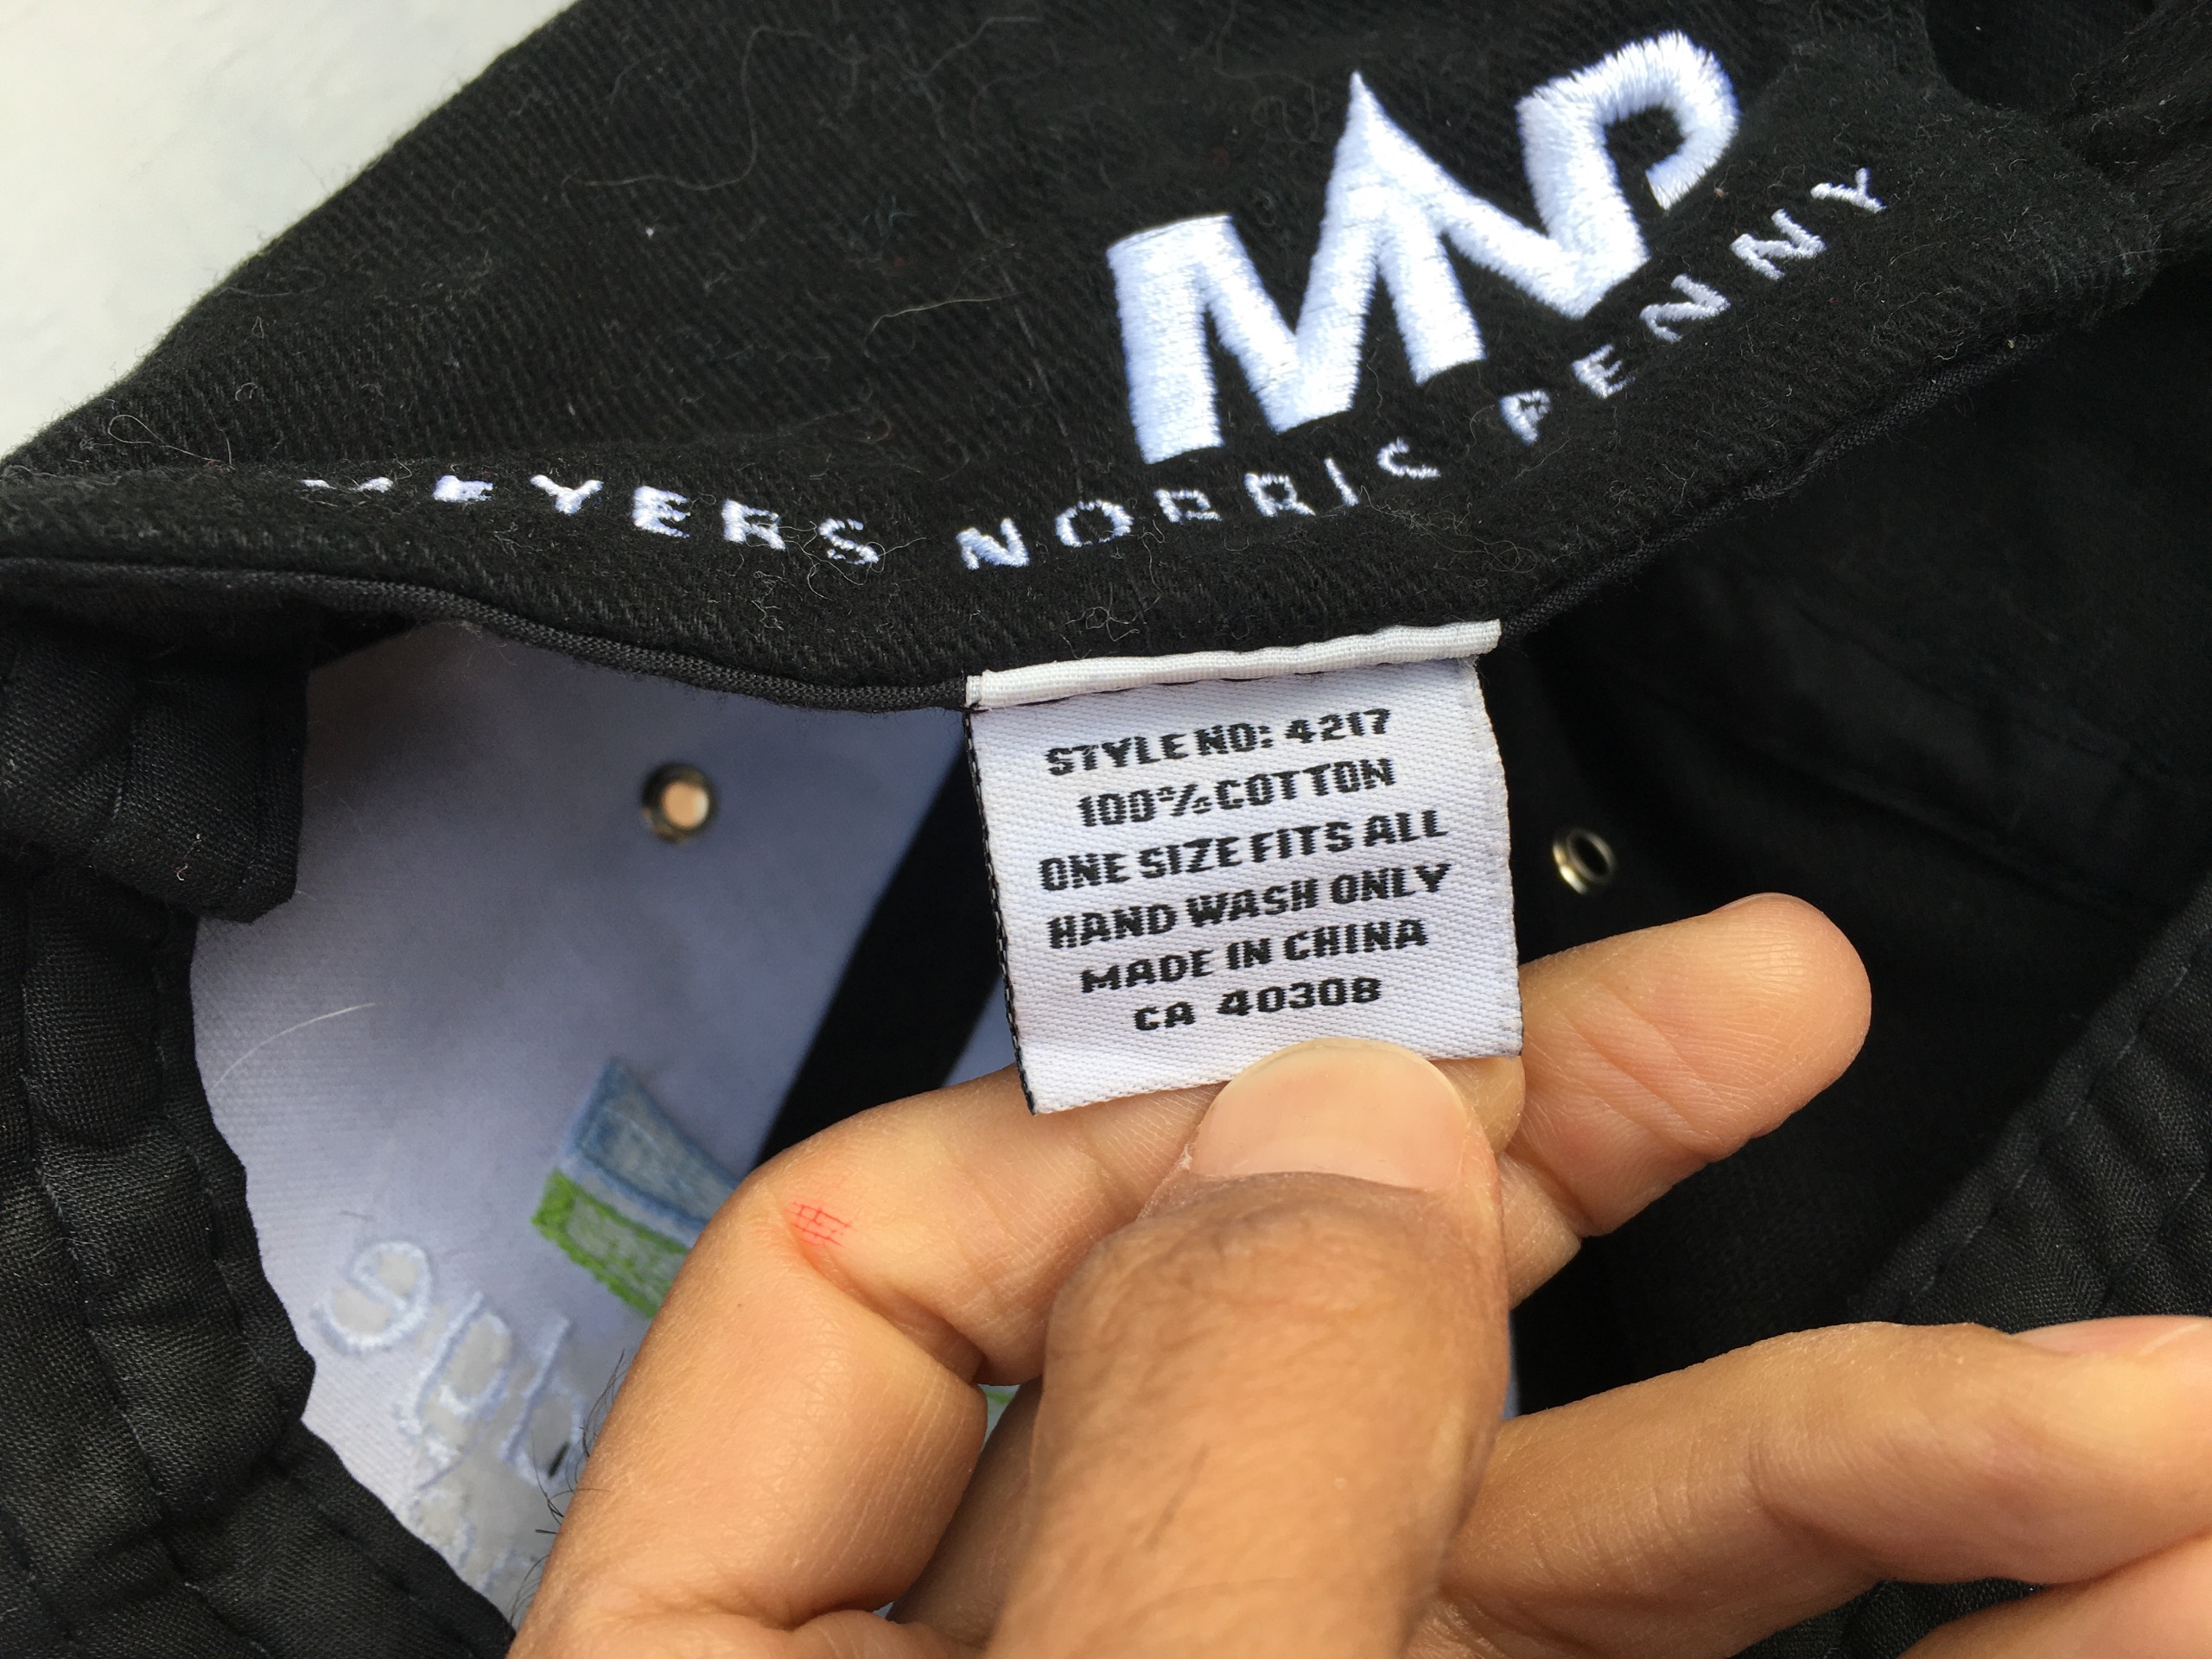 MNP
MEYERS NORRIS PENNY
STYLE NO: 4217
100% COTTON
ONE SIZE FITS ALL
HAND WASH ONLY
MADE IN CHINA
CA 40308